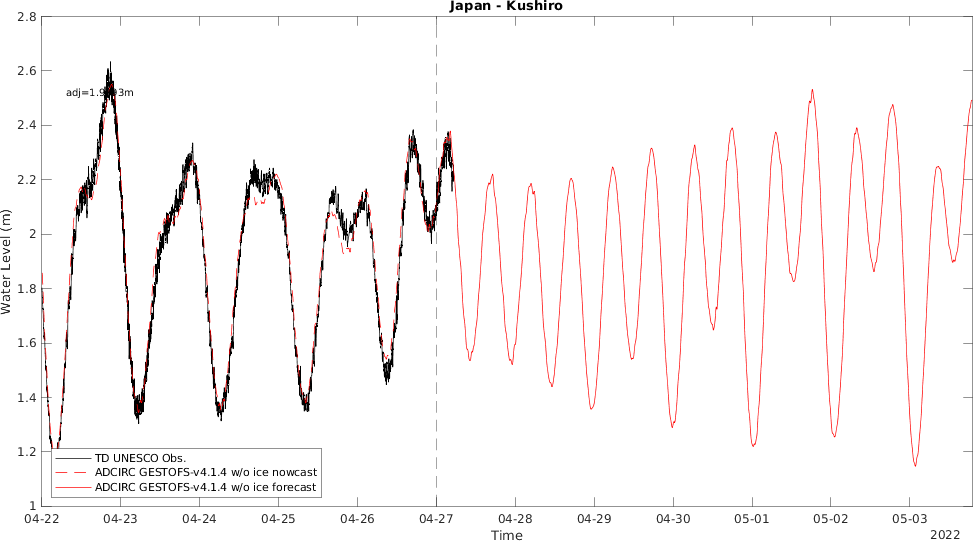 Japan - Kushiro
2.8
2.6
2.4
2.2
2
1.8
1.6
1.4
1.2
1
Water Level (m)
TD UNESCO Obs.
ADCIRC GESTOFS-v4.1.4 w/o ice nowcast
ADCIRC GESTOFS-v4.1.4 w/o ice forecast
04-22 04-23 04-24 04-25 04-26 04-27 04-28 04-29 04-30 05-01 05-02 05-03
Time
2022